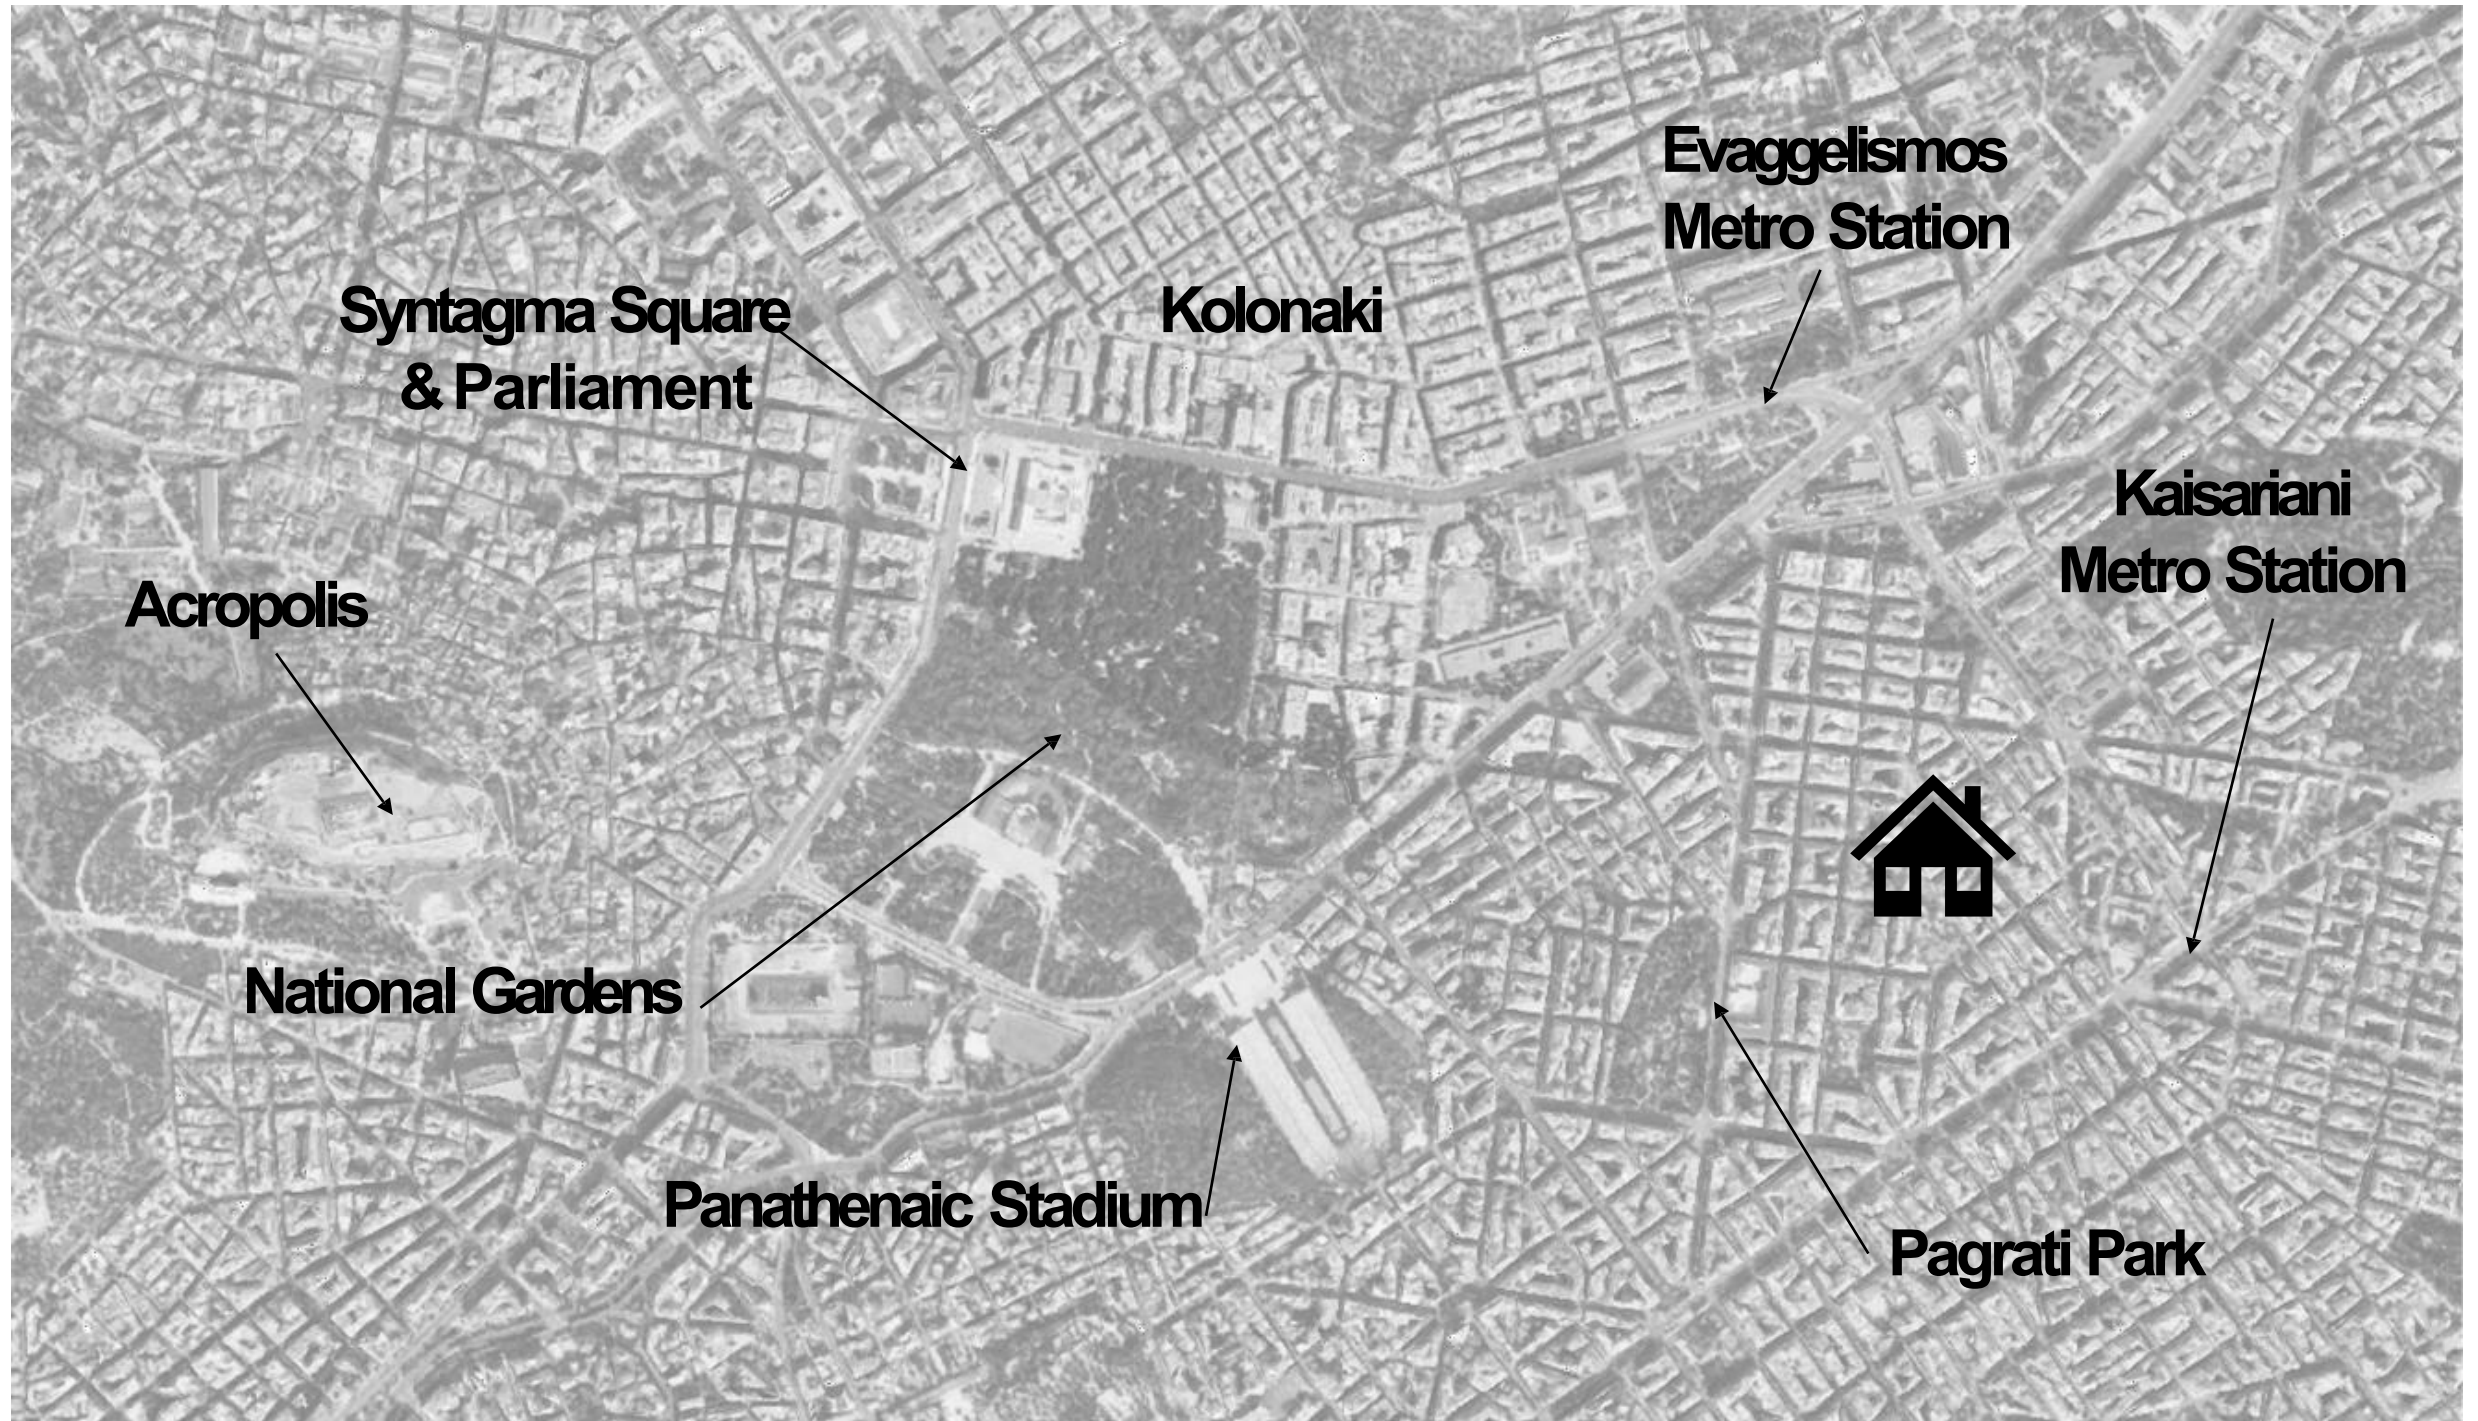 Evaggelismos
Metro Station
Syntagma Square
& Parliament
Kolonaki
Kaisariani
Metro Station
Acropolis
National Gardens
Panathenaic Stadium
Pagrati Park